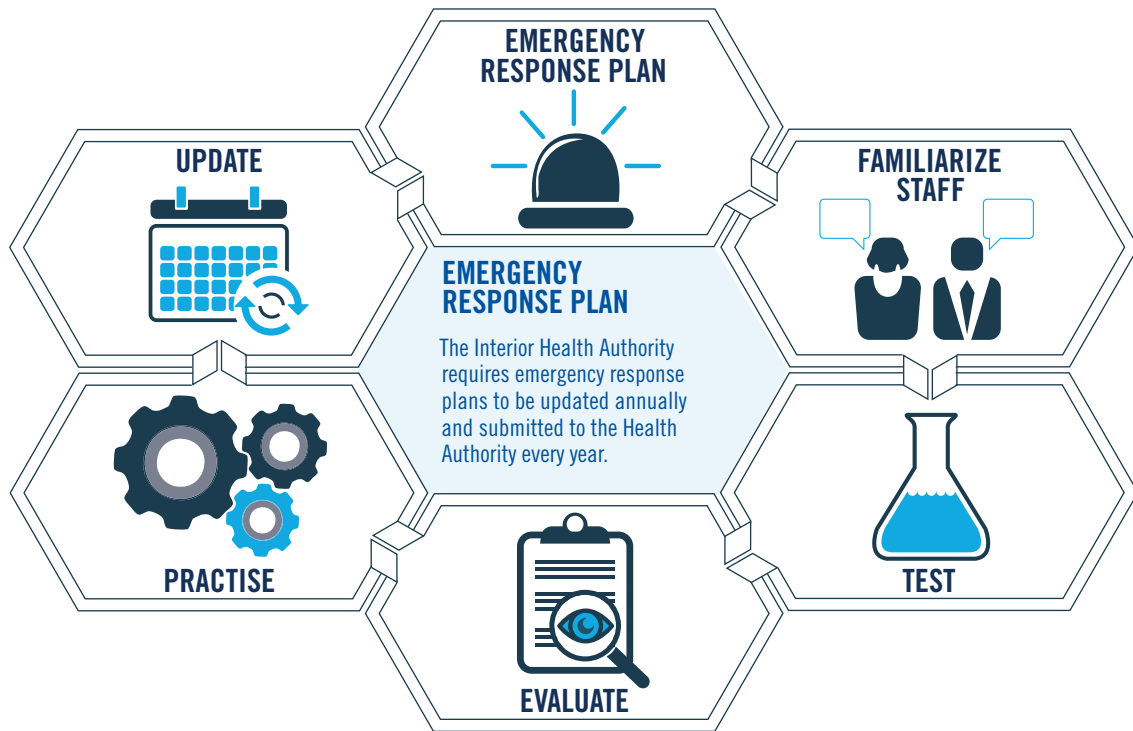 EMERGENCY
RESPONSE PLAN
UPDATE
FAMILIARIZE
STAFF
EMERGENCY
RESPONSE PLAN
The Interior Health Authority
requires emergency response
plans to be updated annually
and submitted to the Health
Authority every year.
PRACTISE
TEST
EVALUATE